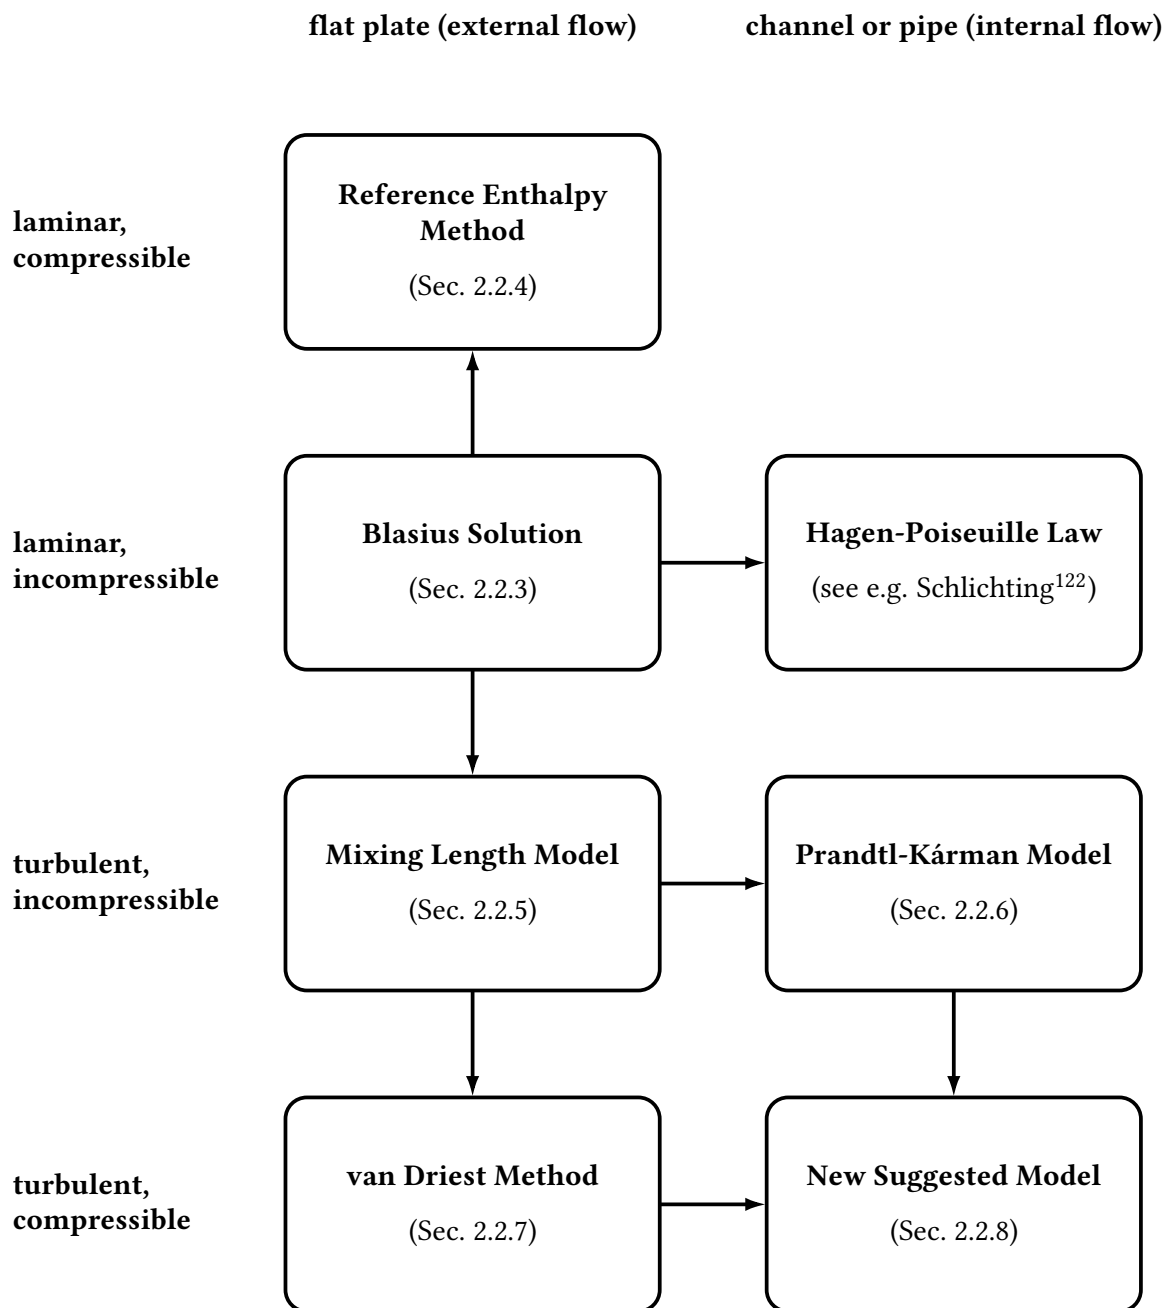 flat plate (external flow) channel or pipe (internal flow)
laminar,
compressible
Reference Enthalpy
Method
(Sec. 2.2.4)
laminar,
incompressible
Blasius Solution
(Sec. 2.2.3)
Hagen-Poiseuille Law
(see e.g. Schlichting¹²²)
turbulent,
incompressible
Mixing Length Model
(Sec. 2.2.5)
Prandtl-Kárman Model
(Sec. 2.2.6)
turbulent,
compressible
van Driest Method
(Sec. 2.2.7)
New Suggested Model
(Sec. 2.2.8)